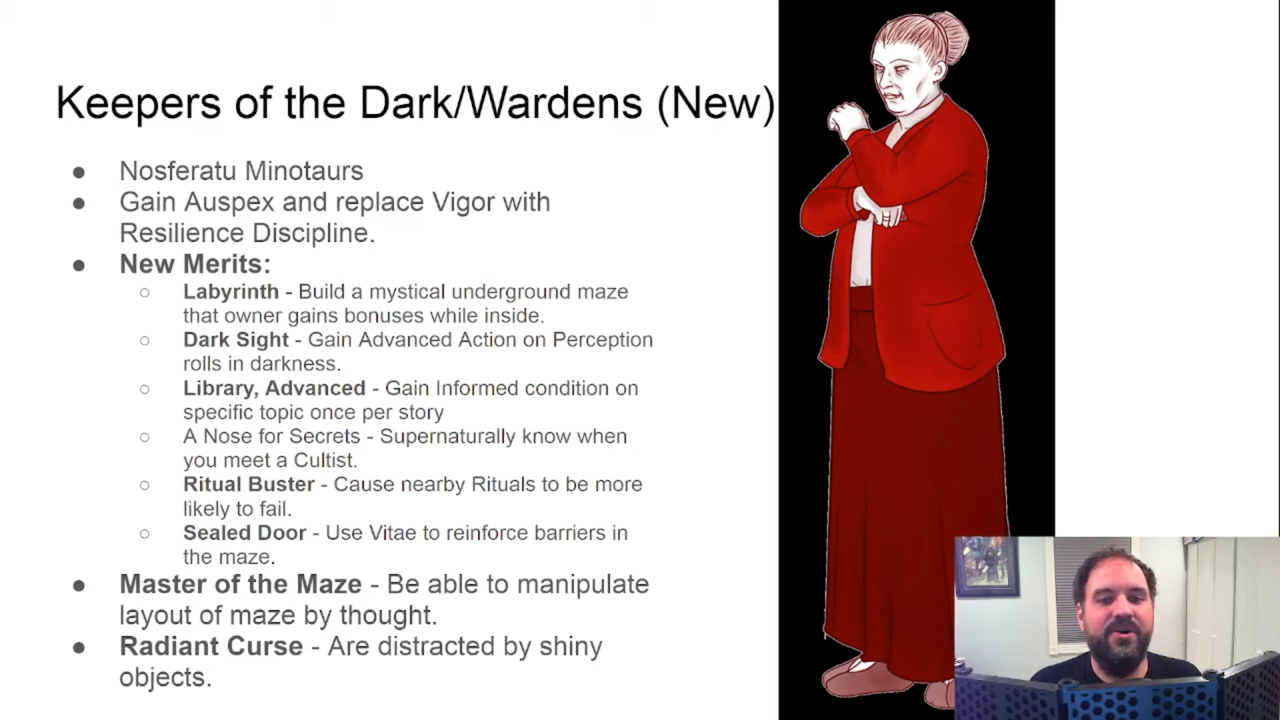 Keepers of the Dark/Wardens (New)
● Nosferatu Minotaurs
● Gain Auspex and replace Vigor with
Resilience Discipline.
● New Merits:
○ Labyrinth - Build a mystical underground maze
that owner gains bonuses while inside.
○ Dark Sight - Gain Advanced Action on Perception
rolls in darkness.
○ Library, Advanced - Gain Informed condition on
specific topic once per story
○ A Nose for Secrets - Supernaturally know when
you meet a Cultist.
○ Ritual Buster - Cause nearby Rituals to be more
likely to fail.
○ Sealed Door - Use Vitae to reinforce barriers in
the maze.
● Master of the Maze - Be able to manipulate
layout of maze by thought.
● Radiant Curse - Are distracted by shiny
objects.